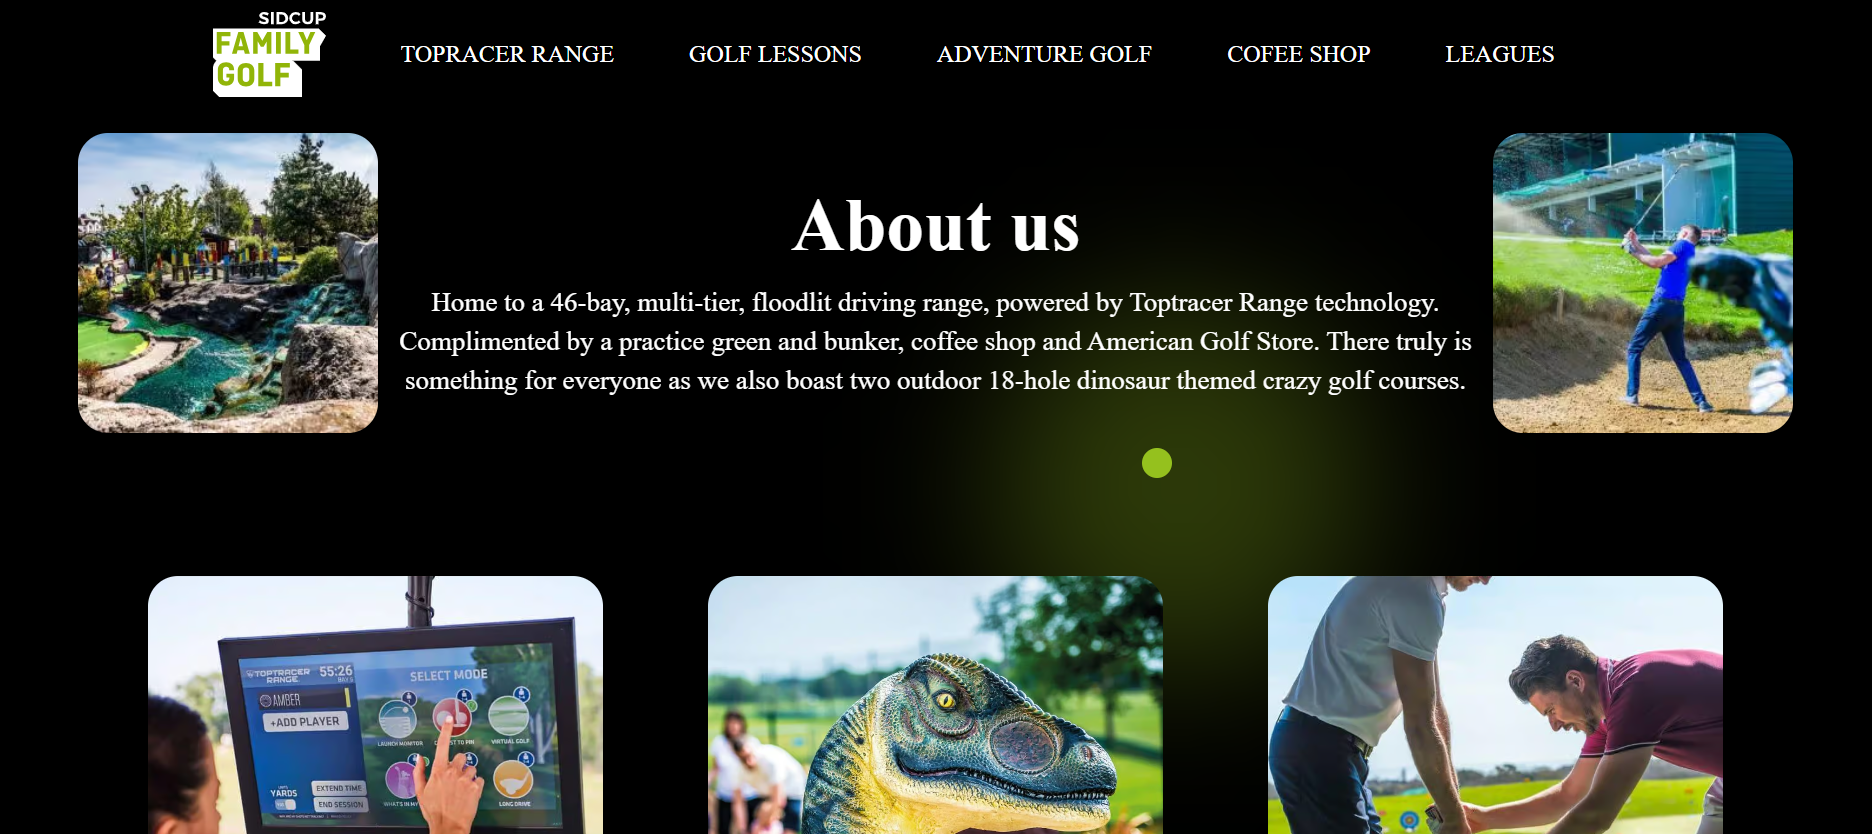 SIDCUP
FAMILY
GOLF
TOPRACER RANGE
GOLF LESSONS
ADVENTURE GOLF
COFEE SHOP
LEAGUES
About us
Home to a 46-bay, multi-tier, floodlit driving range, powered by Toptracer Range technology.
Complimented by a practice green and bunker, coffee shop and American Golf Store. There truly is
something for everyone as we also boast two outdoor 18-hole dinosaur themed crazy golf courses.
TOPTRACER
RANGE
55:26
SELECT MODE
AMBER
+ADD PLAYER
LAUNCH MONITOR
TO PIN
VIRTUAL GOLF
YARDS
EXTEND TIME
END SESSION
WHAT'S IN MY
LONG DRIVE